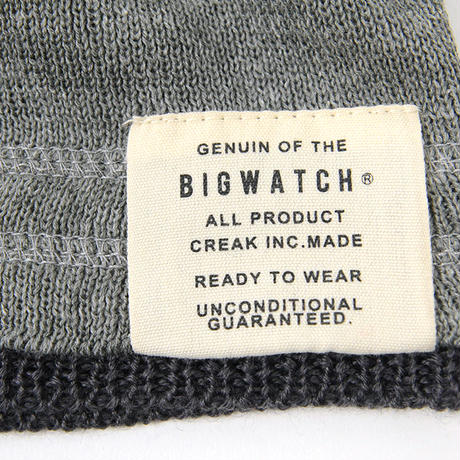 GENUIN OF THE
BIGWATCH®
ALL PRODUCT
CREAK INC.MADE
READY TO WEAR
UNCONDITIONAL
GUARANTEED.